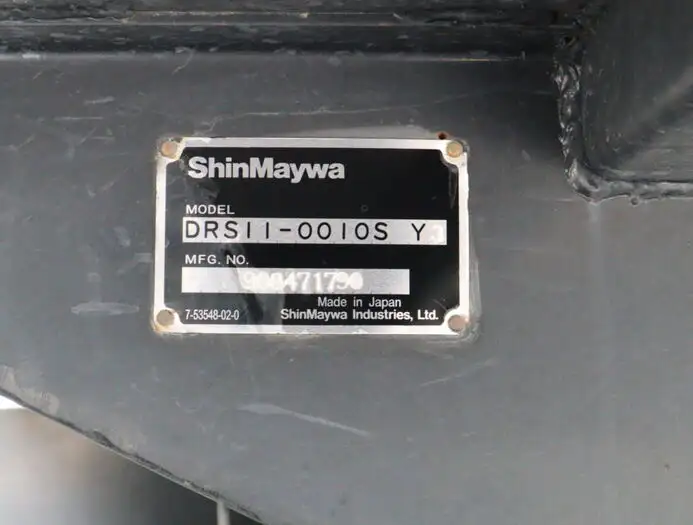 ShinMaywa
MODEL
DRS11-0010S Y
MFG. NO.
Made in Japan
7-53548-02-0
ShinMaywa Industries, Ltd.